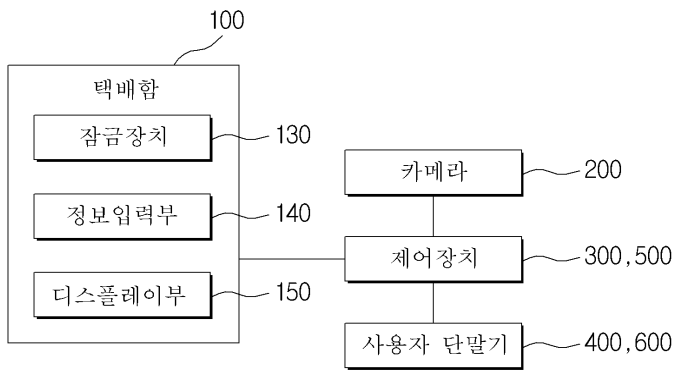 100
택배함
잠금장치
130
정보입력부
140
디스플레이부
150
카메라
200
제어장치
300,500
사용자 단말기
400,600